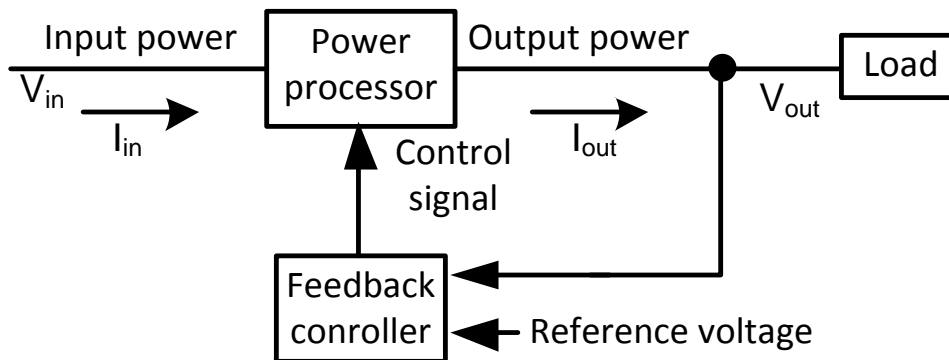 Input power
Power
processor
Output power
Load
V_in
I_in
I_out
V_out
Control
signal
Feedback
conroller
Reference voltage